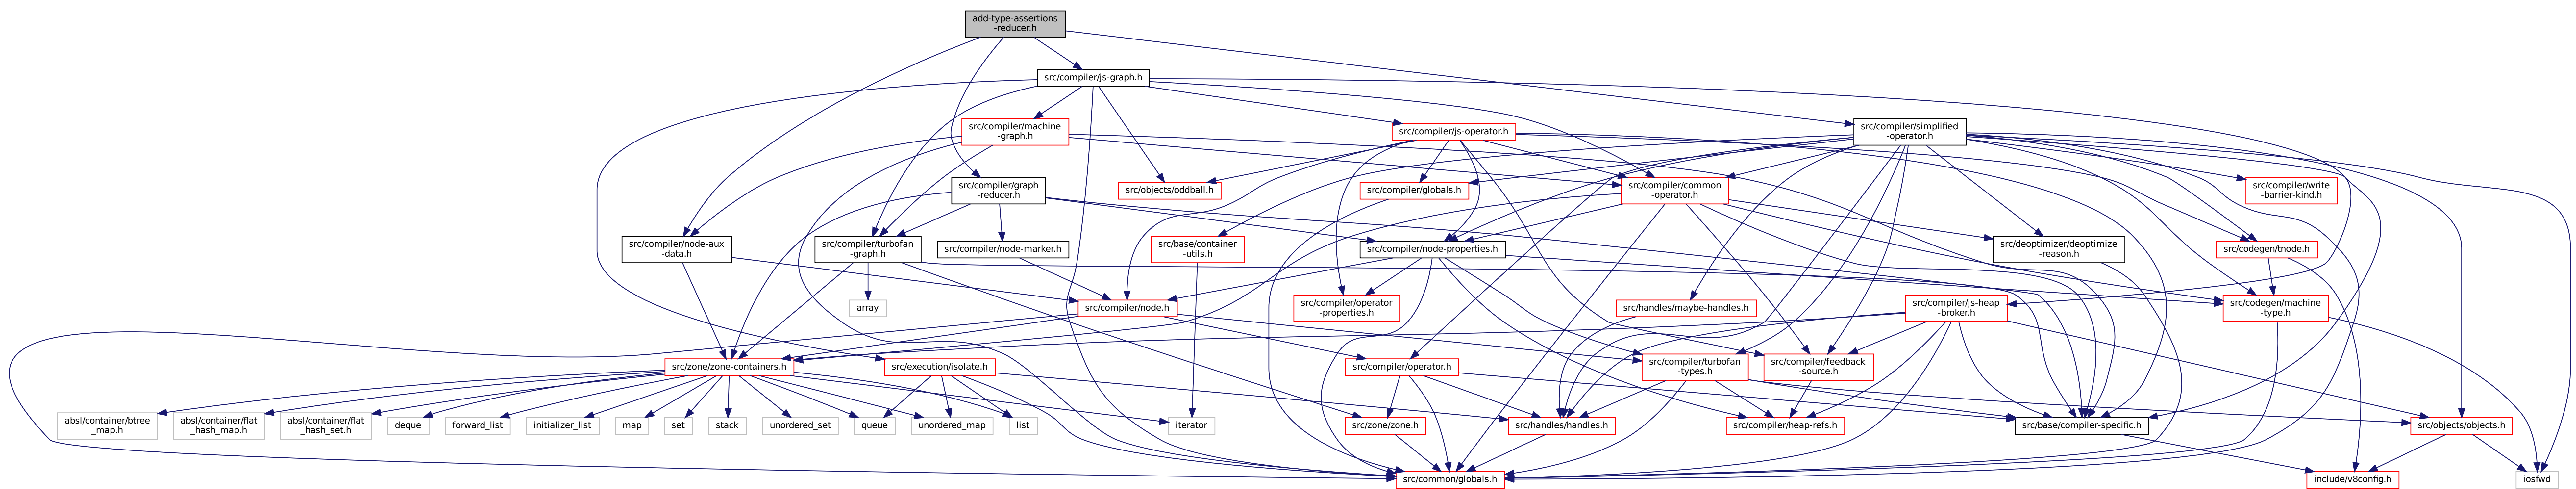 add-type-assertions
-reducer.h
src/compiler/js-graph.h
src/compiler/machine
-graph.h
src/compiler/js-operator.h
src/compiler/simplified
-operator.h
src/compiler/graph
-reducer.h
src/objects/oddball.h
src/compiler/globals.h
src/compiler/common
-operator.h
src/compiler/write
-barrier-kind.h
src/compiler/node-aux
-data.h
src/compiler/turbofan
-graph.h
src/compiler/node-marker.h
src/base/container
-utils.h
src/compiler/node-properties.h
src/deoptimizer/deoptimize
-reason.h
src/codegen/tnode.h
array
src/compiler/node.h
src/compiler/operator
-properties.h
src/handles/maybe-handles.h
src/compiler/js-heap
-broker.h
src/codegen/machine
-type.h
src/zone/zone-containers.h
src/execution/isolate.h
src/compiler/operator.h
src/compiler/turbofan
-types.h
src/compiler/feedback
-source.h
absl/container/btree
_map.h
absl/container/flat
_hash_map.h
absl/container/flat
_hash_set.h
deque
forward_list
initializer_list
map
set
stack
unordered_set
queue
unordered_map
list
iterator
src/zone/zone.h
src/handles/handles.h
src/compiler/heap-refs.h
src/base/compiler-specific.h
src/objects/objects.h
src/common/globals.h
include/v8config.h
iosfwd